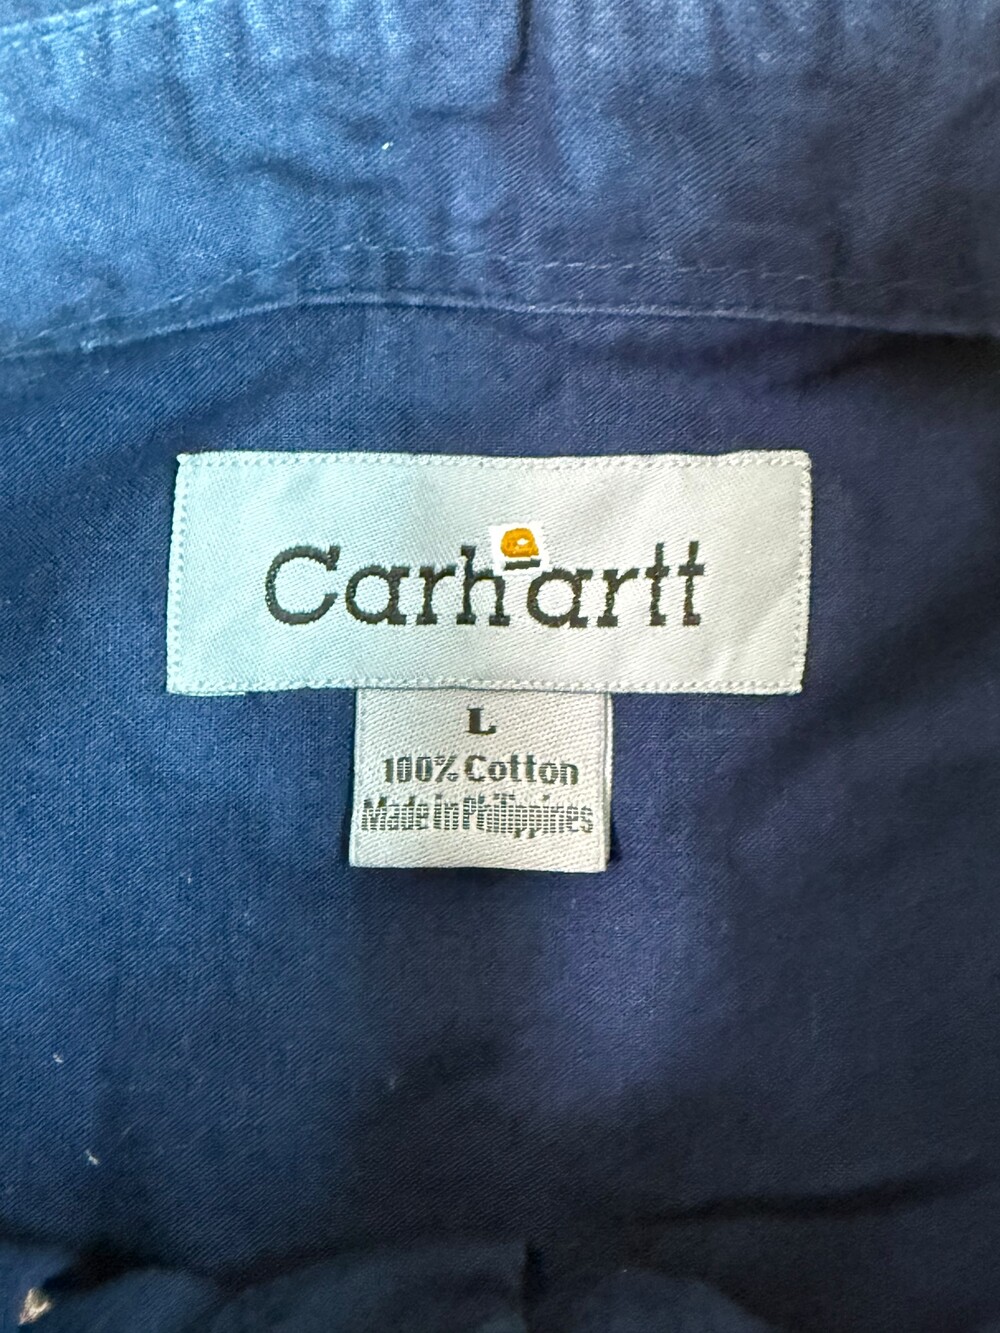 Carhartt
L
100% Cotton
Made in Philippines